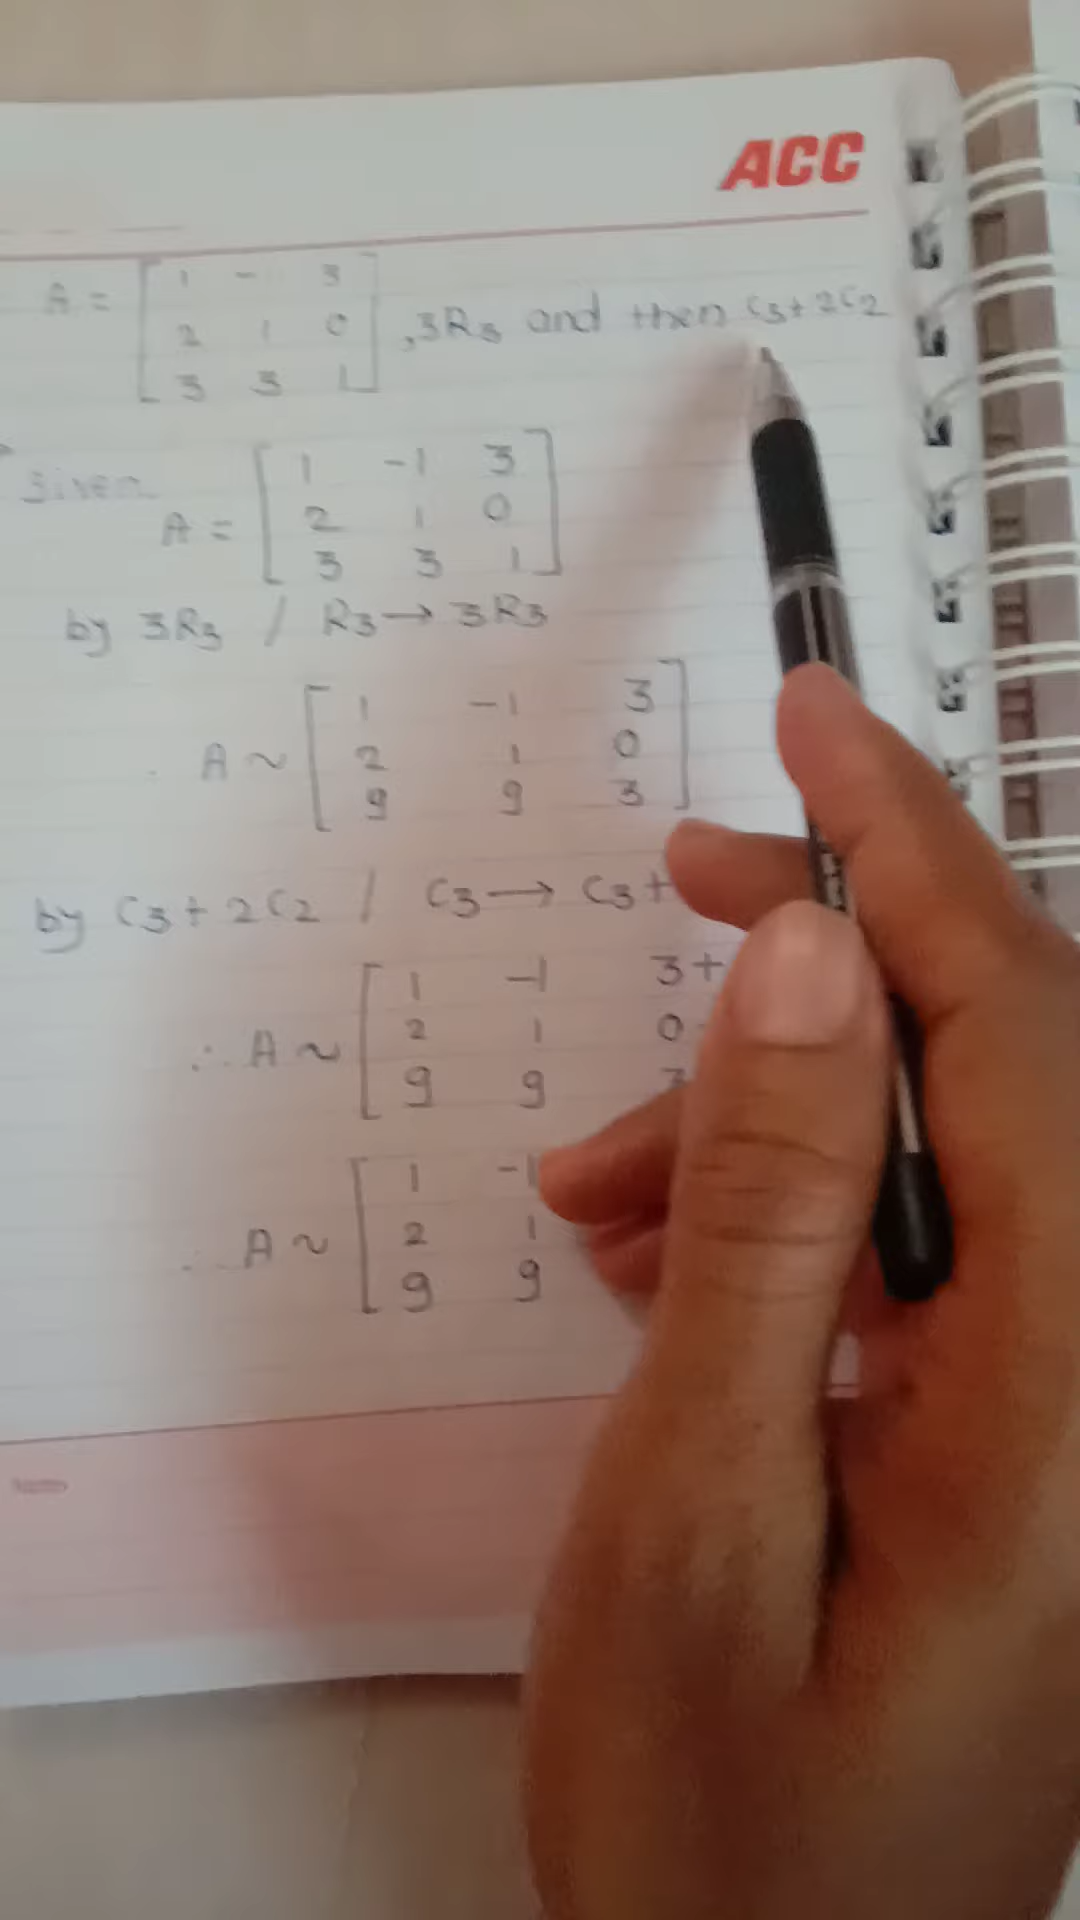 ACC
A = [ 1 - 3
2 1 0
3 3 1 ] , 3R3 and then C3+2C2
Given
A = [ 1 -1 3
2 1 0
3 3 1 ]
by 3R3 / R3 → 3R3
A ~ [ 1 -1 3
2 1 0
9 9 3 ]
by C3+2C2 / C3 → C3+
∴ A ~ [ 1 -1 3+
2 1 0
9 9
∴ A ~ [ 1 -1
2 1
9 9